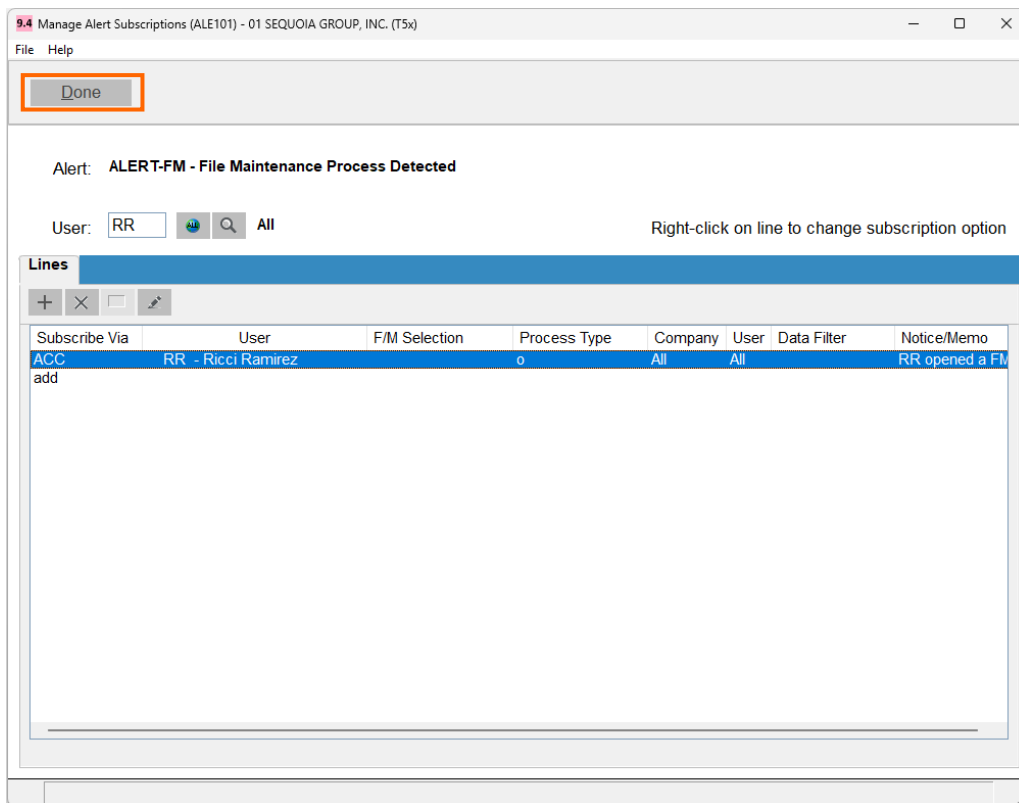 9.4 Manage Alert Subscriptions (ALE101) - 01 SEQUOIA GROUP, INC. (T5x)
File Help
Done
Alert: ALERT-FM - File Maintenance Process Detected
User: RR ALL All Right-click on line to change subscription option
Lines
Subscribe Via User F/M Selection Process Type Company User Data Filter Notice/Memo
ACC RR - Ricci Ramirez o All All RR opened a FM
add